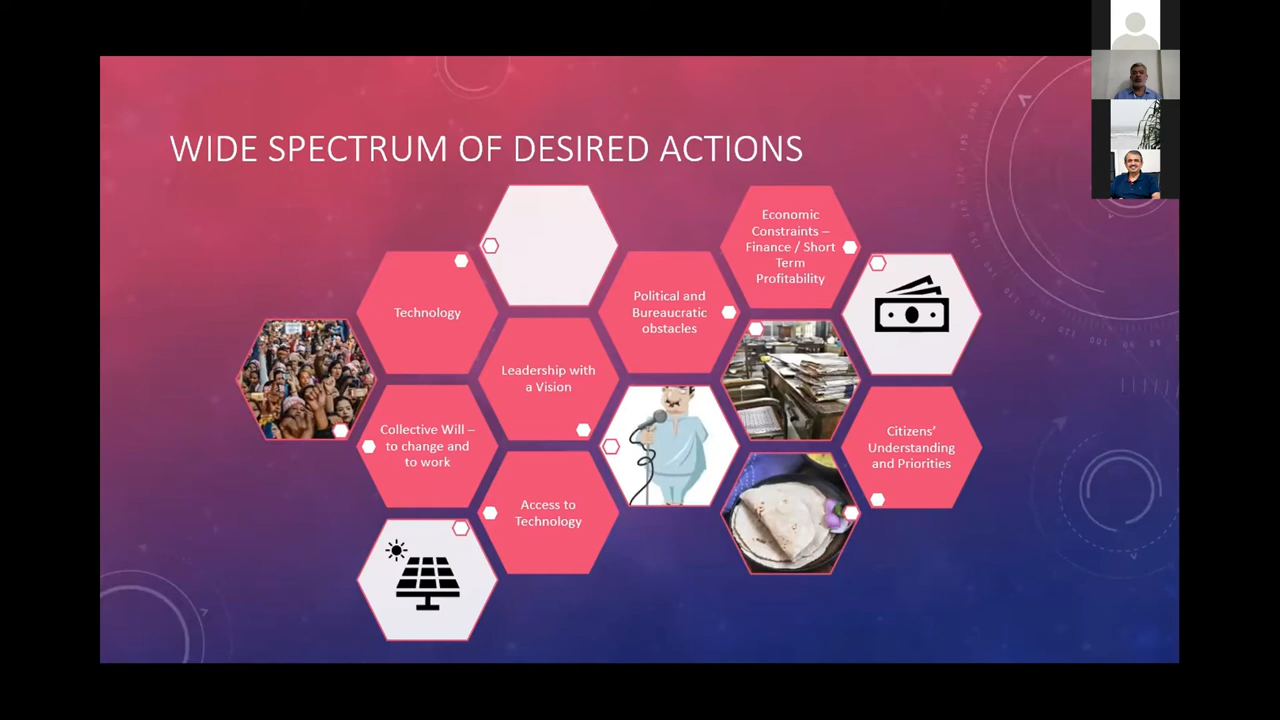 WIDE SPECTRUM OF DESIRED ACTIONS
Technology
Collective Will –
to change and
to work
Leadership with
a Vision
Access to
Technology
Political and
Bureaucratic
obstacles
Economic
Constraints –
Finance / Short
Term
Profitability
Citizens’
Understanding
and Priorities